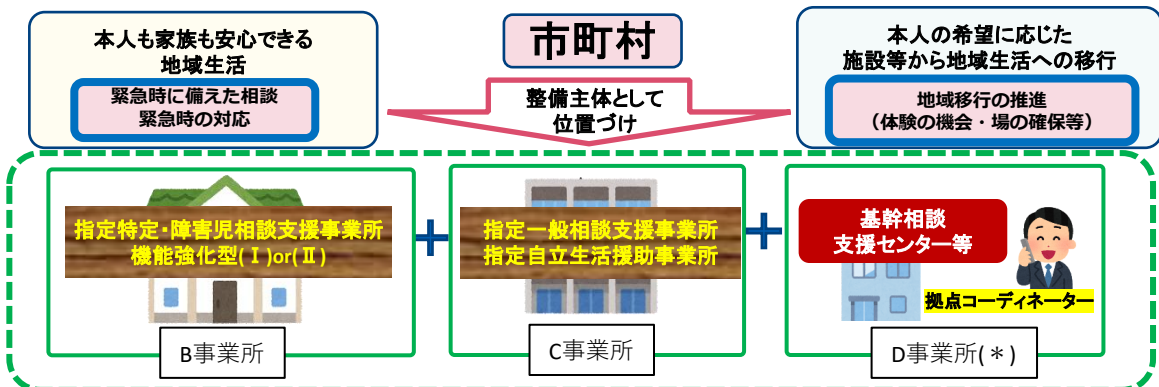 本人も家族も安心できる
地域生活
緊急時に備えた相談
緊急時の対応
市町村
整備主体として
位置づけ
本人の希望に応じた
施設等から地域生活への移行
地域移行の推進
（体験の機会・場の確保等）
指定特定・障害児相談支援事業所
機能強化型(Ⅰ)or(Ⅱ)
B事業所
+
指定一般相談支援事業所
指定自立生活援助事業所
C事業所
+
基幹相談
支援センター等
拠点コーディネーター
D事業所(＊)